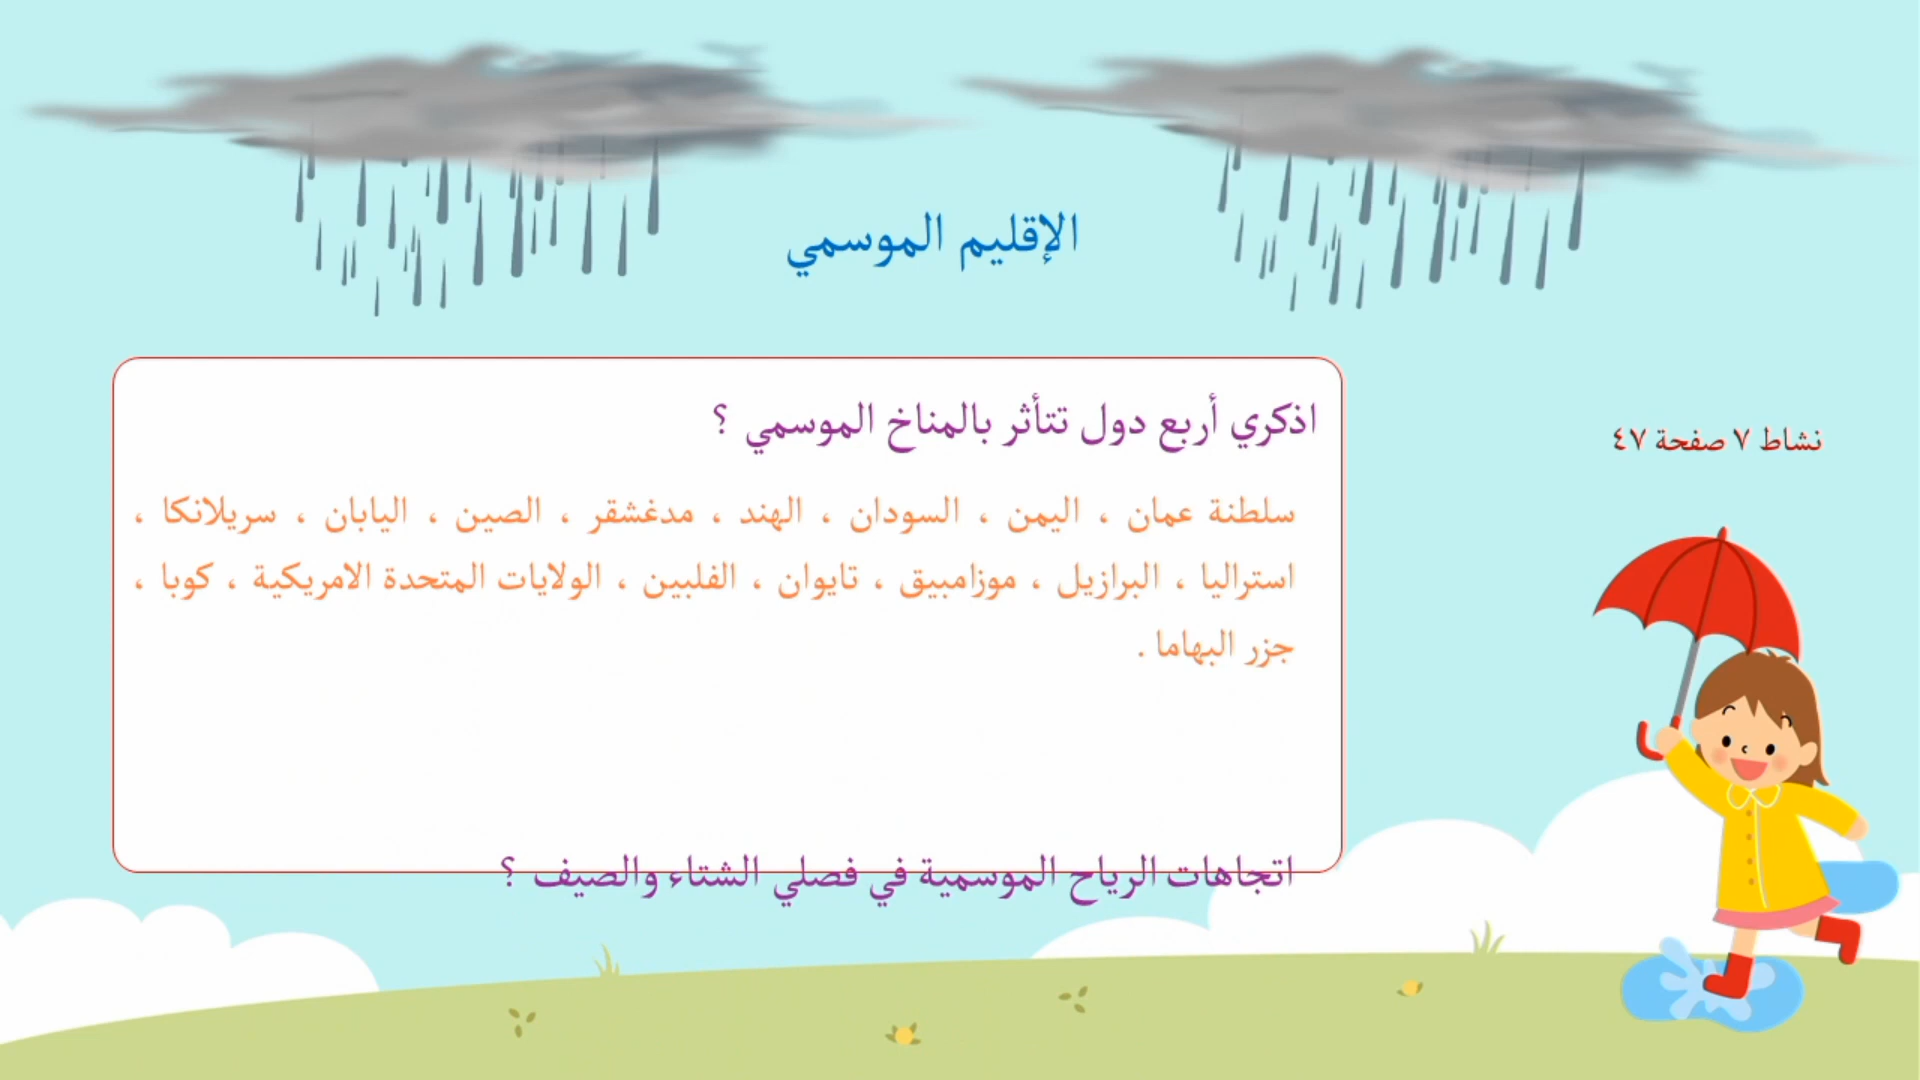 الإقليم الموسمي
نشاط ٧ صفحة ٤٧
اذكري أربع دول تتأثر بالمناخ الموسمي ؟
سلطنة عمان ، اليمن ، السودان ، الهند ، مدغشقر ، الصين ، اليابان ، سريلانكا ،
استراليا ، البرازيل ، موزامبيق ، تايوان ، الفلبين ، الولايات المتحدة الامريكية ، كوبا ،
جزر البهاما .
اتجاهات الرياح الموسمية في فصلي الشتاء والصيف ؟